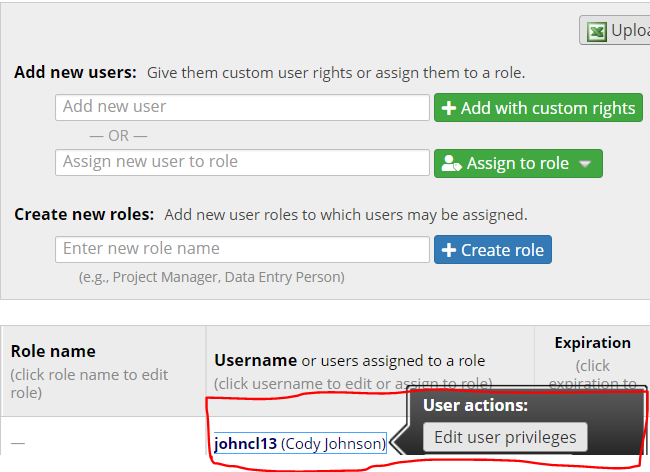 Uploa
Add new users: Give them custom user rights or assign them to a role.
Add new user
+ Add with custom rights
— OR —
Assign new user to role
Assign to role
Create new roles: Add new user roles to which users may be assigned.
Enter new role name
+ Create role
(e.g., Project Manager, Data Entry Person)
Role name
(click role name to edit
role)
Username or users assigned to a role
(click username to edit or assign to role)
Expiration
(click
expiration to
—
johncl13 (Cody Johnson)
User actions:
Edit user privileges